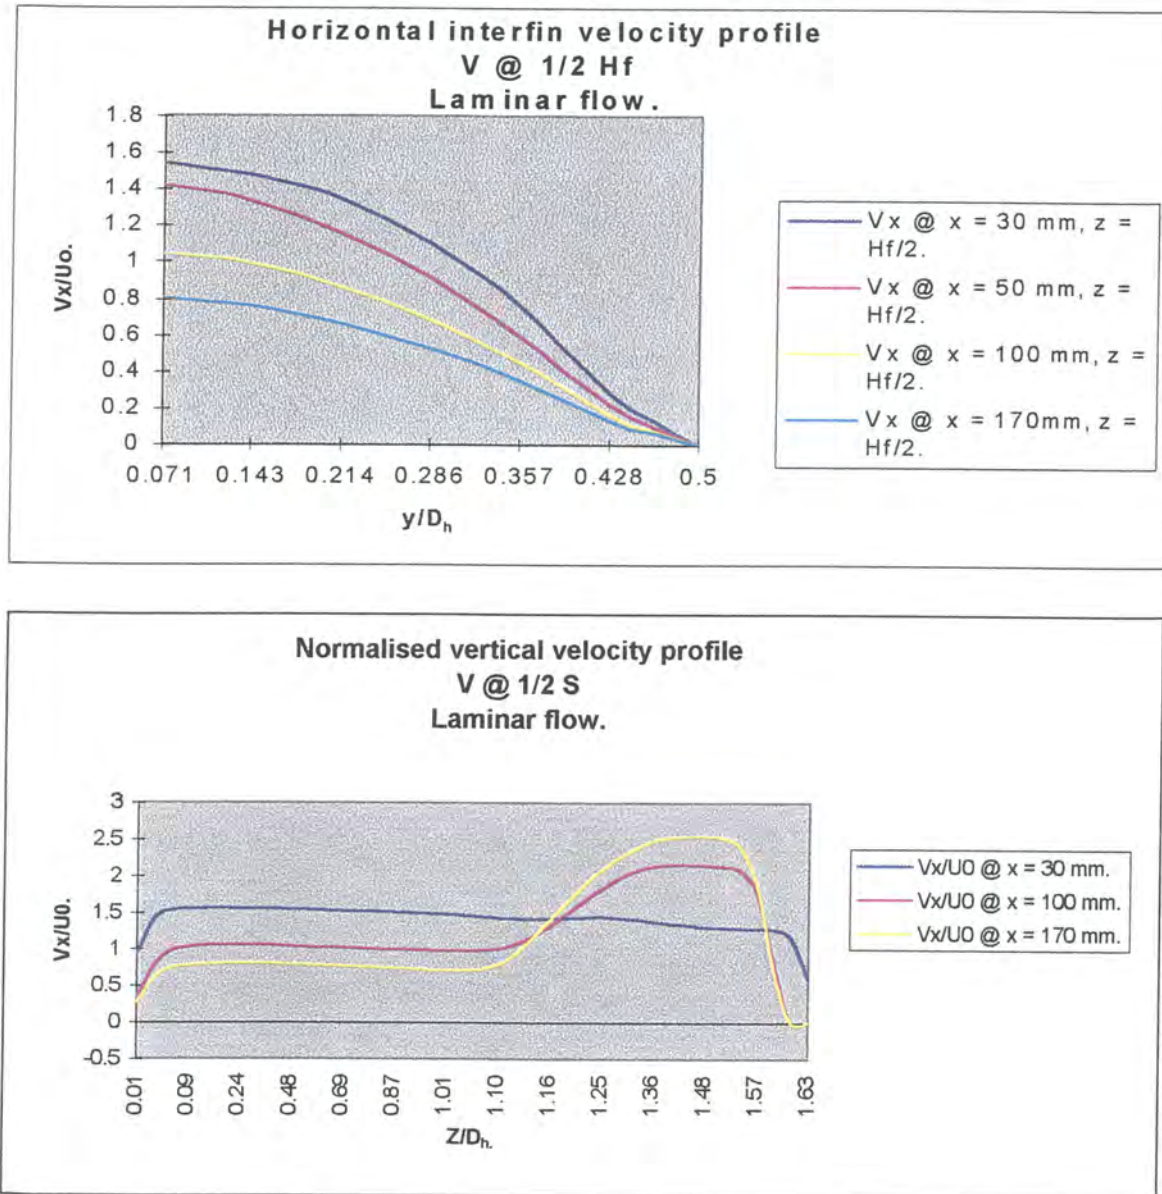 Horizontal interfin velocity profile
V @ 1/2 Hf
Laminar flow.
Vx/Uo.
1.8
1.6
1.4
1.2
1
0.8
0.6
0.4
0.2
0
0.071 0.143 0.214 0.286 0.357 0.428 0.5
y/Dh
Vx @ x = 30 mm, z =
Hf/2.
Vx @ x = 50 mm, z =
Hf/2.
Vx @ x = 100 mm, z =
Hf/2.
Vx @ x = 170mm, z =
Hf/2.
Normalised vertical velocity profile
V @ 1/2 S
Laminar flow.
Vx/U0.
3
2.5
2
1.5
1
0.5
0
-0.5
0.01 0.09 0.24 0.48 0.69 0.87 1.01 1.10 1.16 1.25 1.36 1.48 1.57 1.63
Z/Dh.
Vx/U0 @ x = 30 mm.
Vx/U0 @ x = 100 mm.
Vx/U0 @ x = 170 mm.